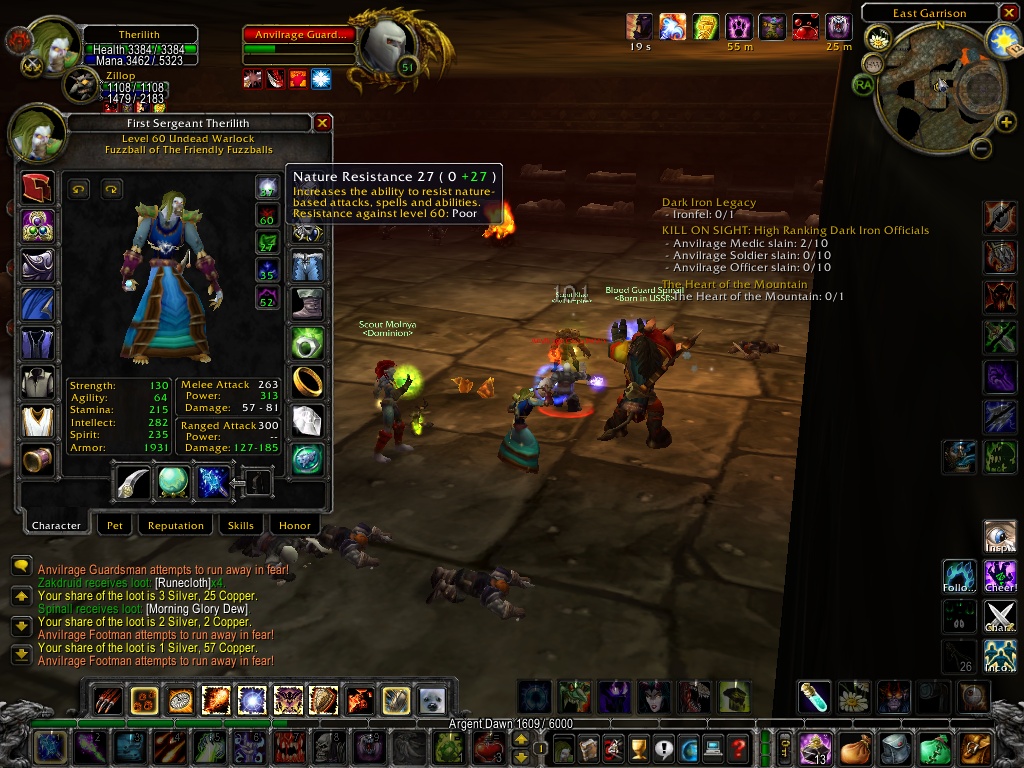 Therilith
Health 3384 / 3384
Mana 3462 / 5323
Zillop
1108 / 1108
1479 / 2183
Anvilrage Guard...
51
19 s
55 m
25 m
East Garrison
N
RA
First Sergeant Therilith
Level 60 Undead Warlock
Fuzzball of The Friendly Fuzzballs
Nature Resistance 27 ( 0 +27 )
Increases the ability to resist nature-
based attacks, spells and abilities.
Resistance against level 60: Poor
60
27
35
52
Dark Iron Legacy
- Ironfel: 0/1
KILL ON SIGHT: High Ranking Dark Iron Officials
- Anvilrage Medic slain: 2/10
- Anvilrage Soldier slain: 0/10
- Anvilrage Officer slain: 0/10
The Heart of the Mountain
- The Heart of the Mountain: 0/1
Blood Guard Spinall
<Born in USSR>
Scout Molnya
<Dominion>
Strength: 130
Agility: 64
Stamina: 215
Intellect: 282
Spirit: 235
Armor: 1931
Melee Attack 263
Power: 313
Damage: 57 - 81
Ranged Attack 300
Power: --
Damage: 127-185
Character
Pet
Reputation
Skills
Honor
Anvilrage Guardsman attempts to run away in fear!
Zakdruid receives loot: [Runecloth]x4.
Your share of the loot is 3 Silver, 25 Copper.
Spinall receives loot: [Morning Glory Dew]
Your share of the loot is 2 Silver, 2 Copper.
Anvilrage Footman attempts to run away in fear!
Your share of the loot is 1 Silver, 57 Copper.
Anvilrage Footman attempts to run away in fear!
Insp...
Follo...
Cheer!
Char...
26
Inco...
Argent Dawn 1609 / 6000
1
13